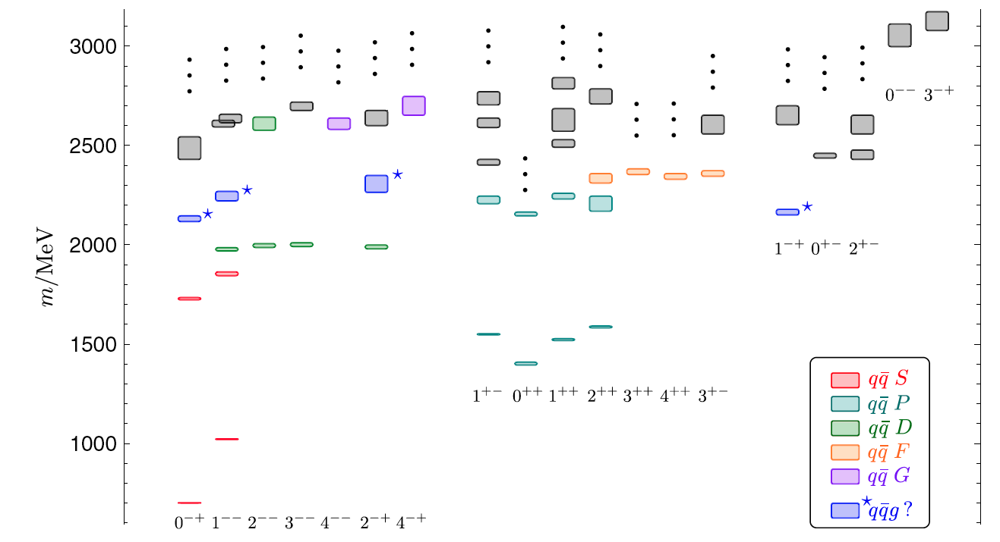 m/MeV
3000
2500
2000
1500
1000
0⁻⁺ 1⁻⁻ 2⁻⁻ 3⁻⁻ 4⁻⁻ 2⁻⁺ 4⁻⁺
1⁺⁻ 0⁺⁺ 1⁺⁺ 2⁺⁺ 3⁺⁺ 4⁺⁺ 3⁺⁻
1⁻⁺ 0⁺⁻ 2⁺⁻
0⁻⁻ 3⁻⁺
qq̄ S
qq̄ P
qq̄ D
qq̄ F
qq̄ G
⋆qq̄g ?